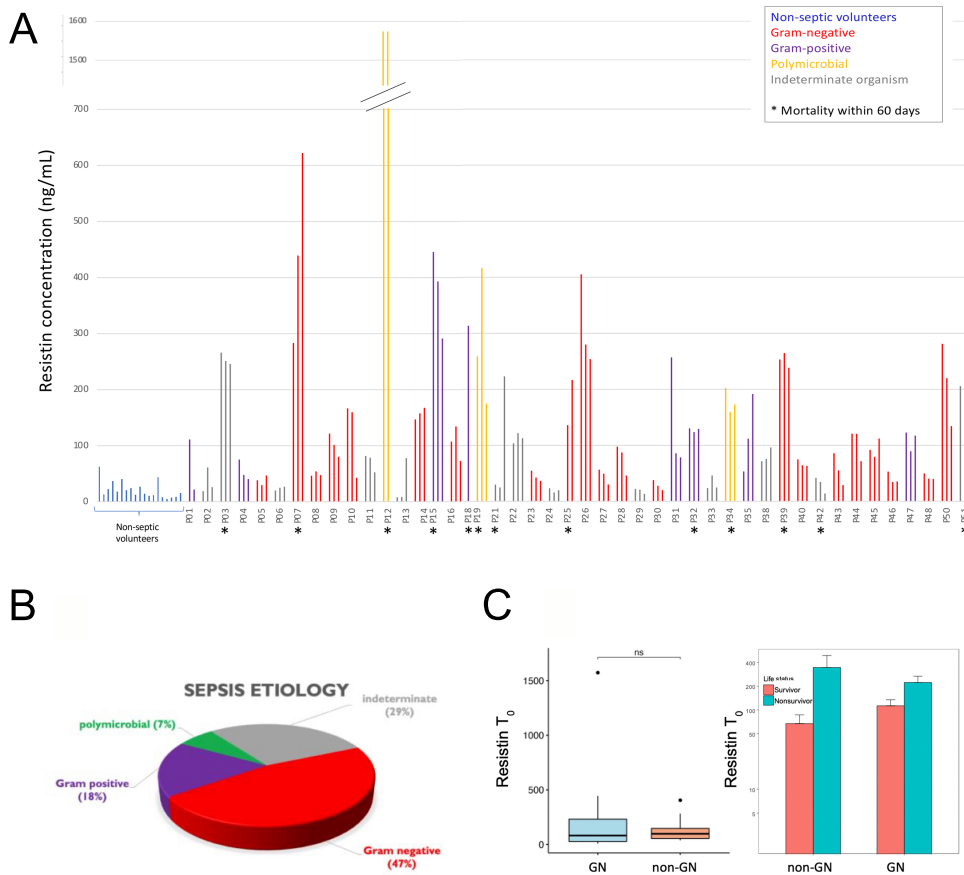 A
1600
1500
700
600
500
400
300
200
100
0
Resistin concentration (ng/mL)
Non-septic volunteers
Gram-negative
Gram-positive
Polymicrobial
Indeterminate organism
* Mortality within 60 days
Non-septic
volunteers
P01 P02 P03 P04 P05 P06 P07 P08 P09 P10 P11 P12 P13 P14 P15 P16 P18 P19 P21 P22 P23 P24 P25 P26 P27 P28 P29 P30 P31 P32 P33 P34 P35 P38 P39 P40 P42 P43 P44 P45 P46 P47 P48 P50
* * * * * * * * * * * * *
B
SEPSIS ETIOLOGY
indeterminate
(29%)
polymicrobial (7%)
Gram positive
(18%)
Gram negative
(47%)
C
ns
1500
1000
500
0
Resistin T0
GN non-GN
400
200
100
50
10
5
Resistin T0
Life status
Survivor
Nonsurvivor
non-GN GN